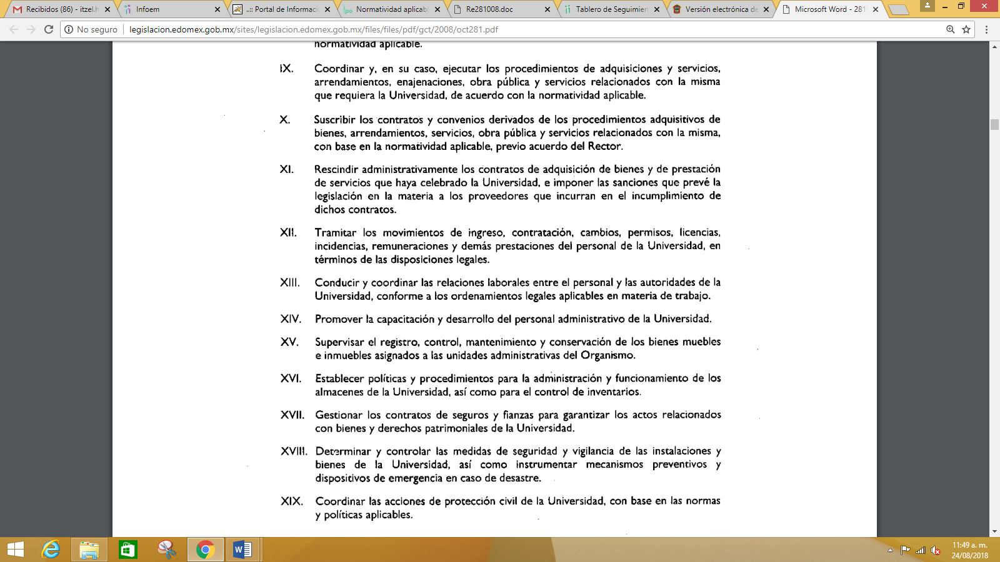 Recibidos (86) - itzel.h
Infoem
..:: Portal de Informaci
Normatividad aplicab
Re281008.doc
Tablero de Seguimien
Versión electrónica de
Microsoft Word - 281
No seguro
legislacion.edomex.gob.mx/sites/legislacion.edomex.gob.mx/files/files/pdf/gct/2008/oct281.pdf
normatividad aplicable.
IX. Coordinar y, en su caso, ejecutar los procedimientos de adquisiciones y servicios,
arrendamientos, enajenaciones, obra pública y servicios relacionados con la misma
que requiera la Universidad, de acuerdo con la normatividad aplicable.
X. Suscribir los contratos y convenios derivados de los procedimientos adquisitivos de
bienes, arrendamientos, servicios, obra pública y servicios relacionados con la misma,
con base en la normatividad aplicable, previo acuerdo del Rector.
XI. Rescindir administrativamente los contratos de adquisición de bienes y de prestación
de servicios que haya celebrado la Universidad, e imponer las sanciones que prevé la
legislación en la materia a los proveedores que incurran en el incumplimiento de
dichos contratos.
XII. Tramitar los movimientos de ingreso, contratación, cambios, permisos, licencias,
incidencias, remuneraciones y demás prestaciones del personal de la Universidad, en
términos de las disposiciones legales.
XIII. Conducir y coordinar las relaciones laborales entre el personal y las autoridades de la
Universidad, conforme a los ordenamientos legales aplicables en materia de trabajo.
XIV. Promover la capacitación y desarrollo del personal administrativo de la Universidad.
XV. Supervisar el registro, control, mantenimiento y conservación de los bienes muebles
e inmuebles asignados a las unidades administrativas del Organismo.
XVI. Establecer políticas y procedimientos para la administración y funcionamiento de los
almacenes de la Universidad, así como para el control de inventarios.
XVII. Gestionar los contratos de seguros y fianzas para garantizar los actos relacionados
con bienes y derechos patrimoniales de la Universidad.
XVIII. Determinar y controlar las medidas de seguridad y vigilancia de las instalaciones y
bienes de la Universidad, así como instrumentar mecanismos preventivos y
dispositivos de emergencia en caso de desastre.
XIX. Coordinar las acciones de protección civil de la Universidad, con base en las normas
y políticas aplicables.
11:49 a. m.
24/08/2018